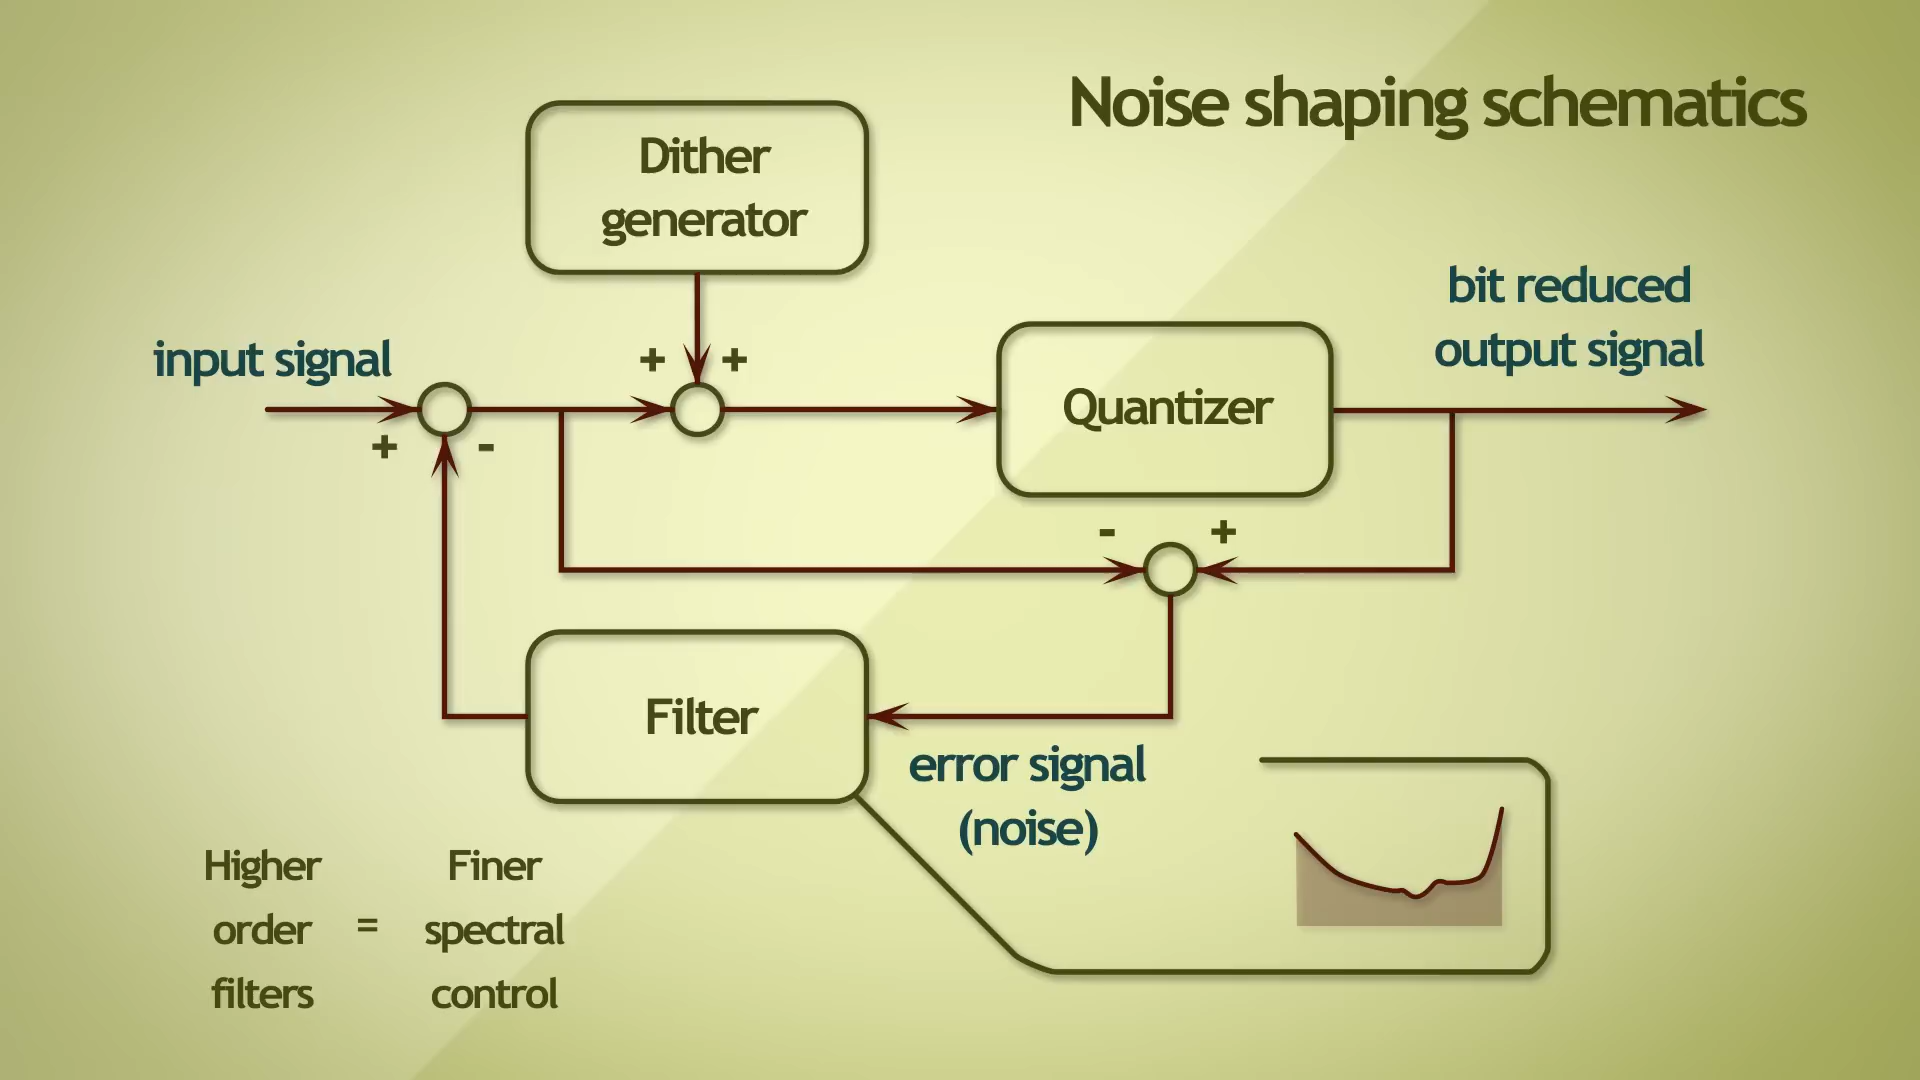 Noise shaping schematics
Dither
generator
input signal
+ +
+ -
Quantizer
bit reduced
output signal
- +
Filter
error signal
(noise)
Higher
order
filters
=
Finer
spectral
control